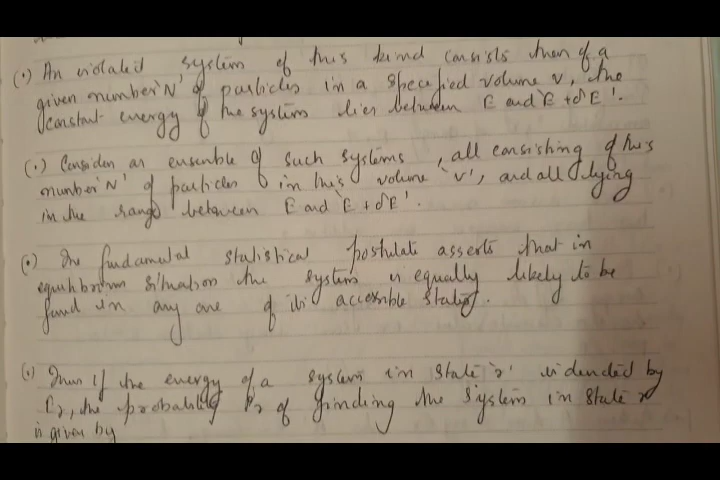 (.) An isolated system of this kind consists then of a
given number 'N' of particles in a specified volume v, the
constant energy of the system lies between E and 'E + δE'.
(.) Consider an ensemble of such systems, all consisting of this
number 'N' of particles in this volume 'v', and all lying
in the range between E and 'E + δE'.
(.) The fundamental statistical postulate asserts that in
equilibrium situation the system is equally likely to be
found in any one of its accessible states.
(.) Thus if the energy of a system in state 'r' is denoted by
Er, the probability Pr of finding the system in state r
is given by